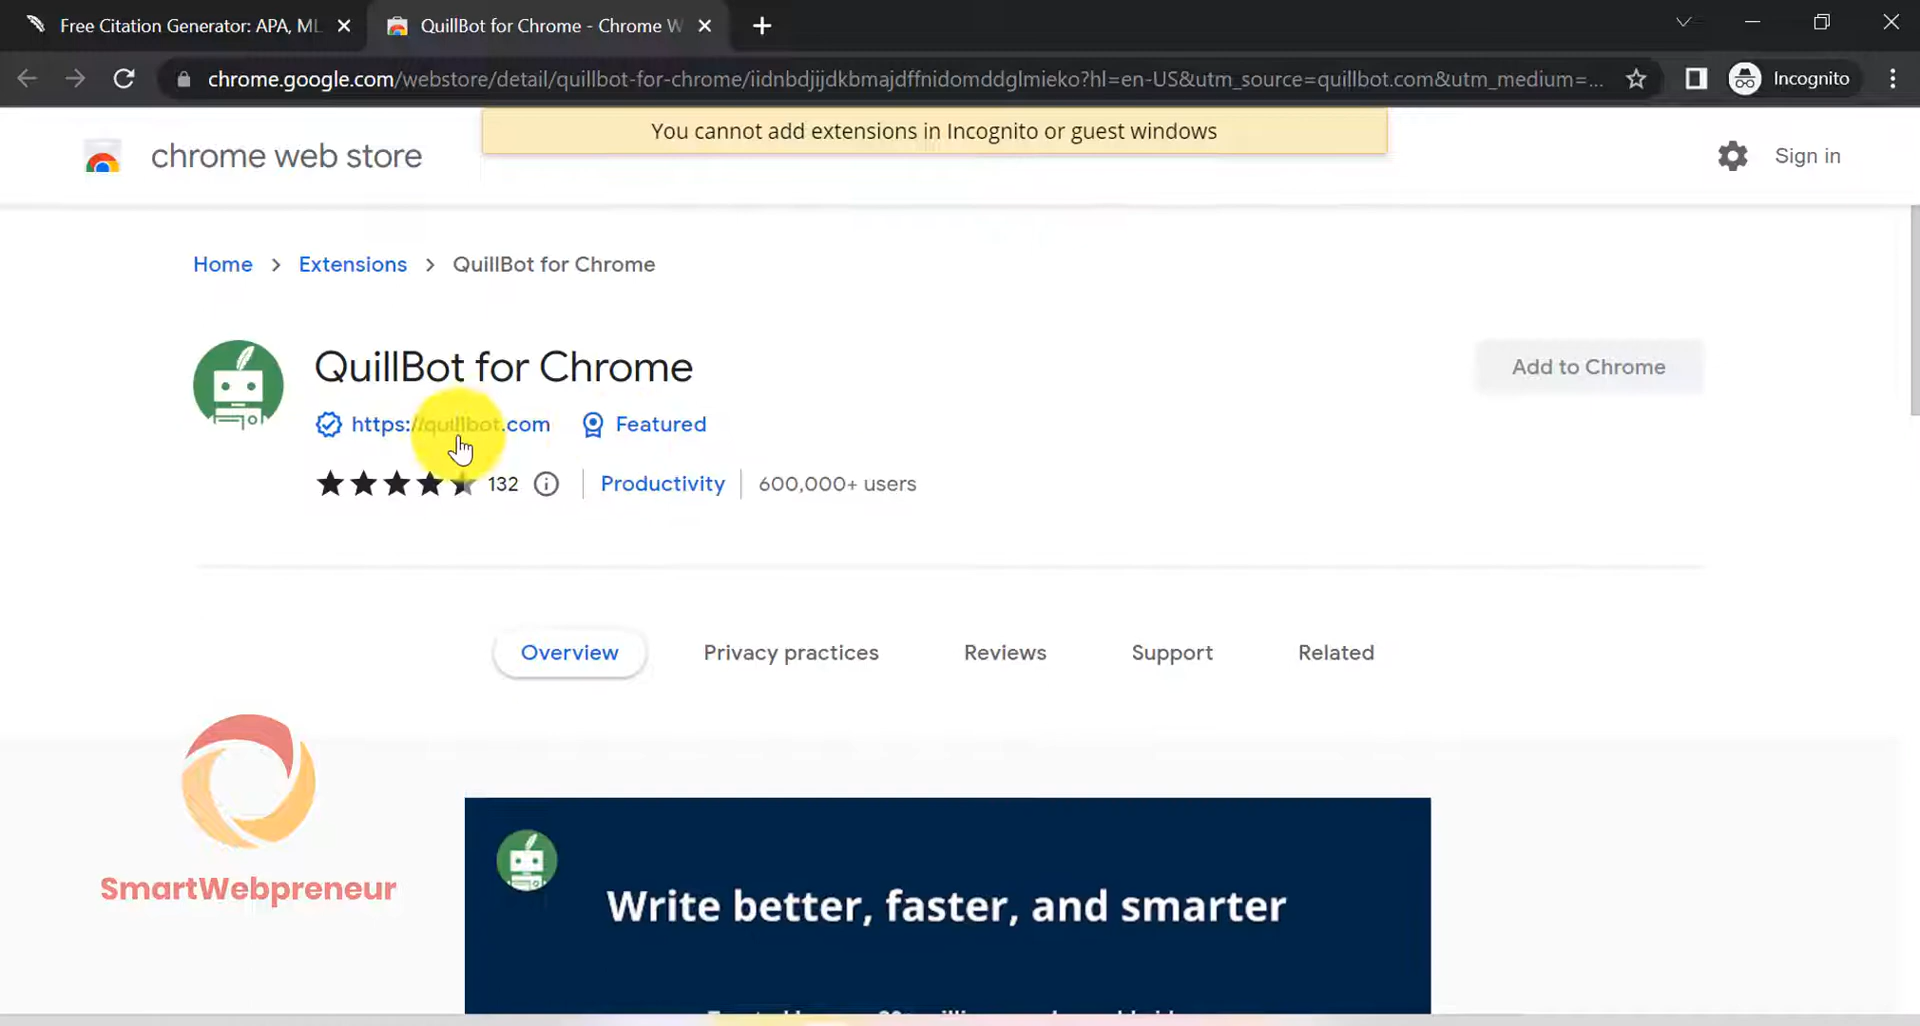 Free Citation Generator: APA, ML
QuillBot for Chrome - Chrome W
chrome.google.com/webstore/detail/quillbot-for-chrome/iidnbdjijdkbmajdffnidomddglmieko?hl=en-US&utm_source=quillbot.com&utm_medium=...
Incognito
You cannot add extensions in Incognito or guest windows
chrome web store
Sign in
Home > Extensions > QuillBot for Chrome
QuillBot for Chrome
Add to Chrome
https://quillbot.com
Featured
132
Productivity
600,000+ users
Overview
Privacy practices
Reviews
Support
Related
SmartWebpreneur
Write better, faster, and smarter